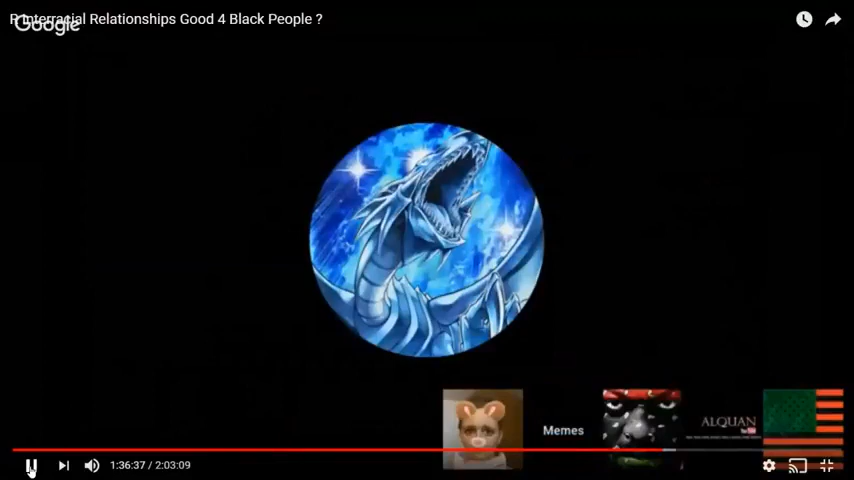 R Interracial Relationships Good 4 Black People ?
Google
Memes
ALQUAN
1:36:37 / 2:03:09